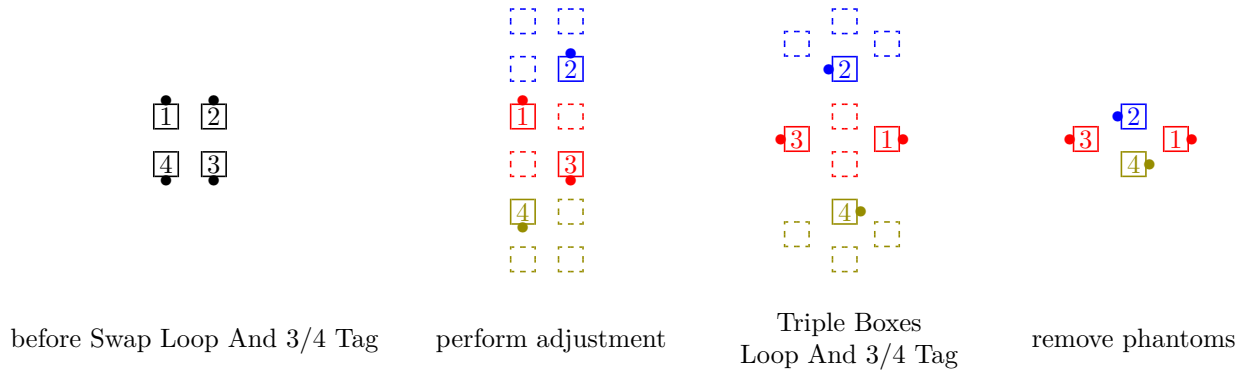 2
2
1 2
1
2
3
1
4 3
3
4
4
4
3
1
Triple Boxes
before Swap Loop And 3/4 Tag
perform adjustment
Loop And 3/4 Tag
remove phantoms